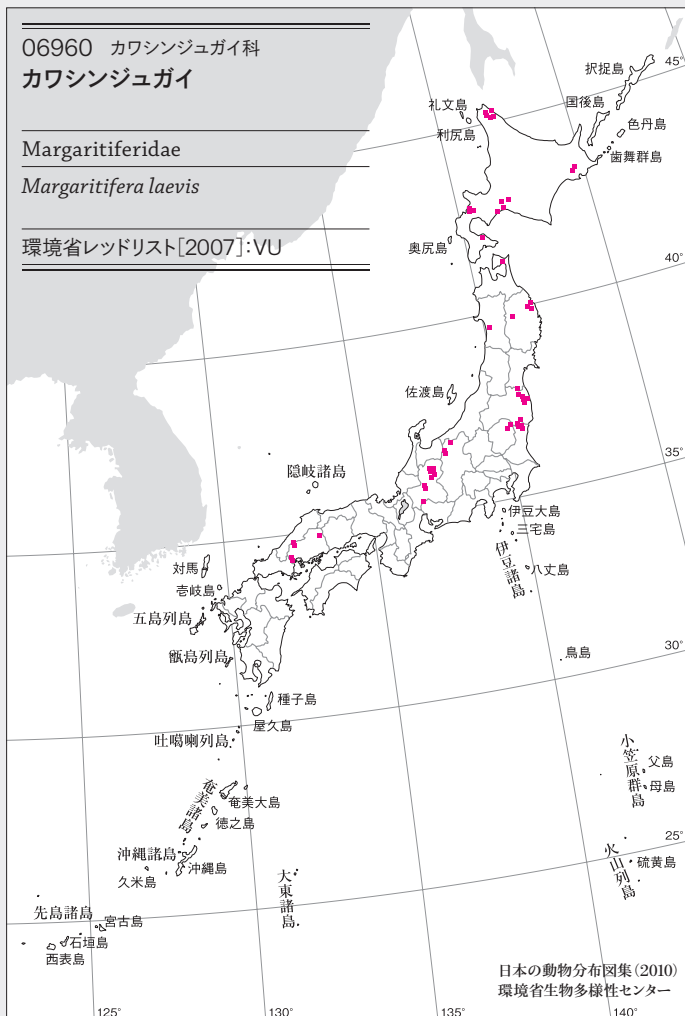 06960 カワシンジュガイ科
カワシンジュガイ
Margaritiferidae
Margaritifera laevis
環境省レッドリスト[2007]:VU
択捉島
45°
国後島
礼文島
色丹島
利尻島
歯舞群島
奥尻島
40°
佐渡島
35°
隠岐諸島
伊豆大島
三宅島
伊豆諸島
八丈島
対馬
壱岐島
五島列島
甑島列島
鳥島
30°
種子島
屋久島
吐噶喇列島
小笠原群島
父島
母島
奄美諸島
奄美大島
徳之島
25°
沖縄諸島
沖縄島
久米島
大東諸島
火山列島
硫黄島
先島諸島
宮古島
石垣島
西表島
日本の動物分布図集(2010)
環境省生物多様性センター
125°
130°
135°
140°